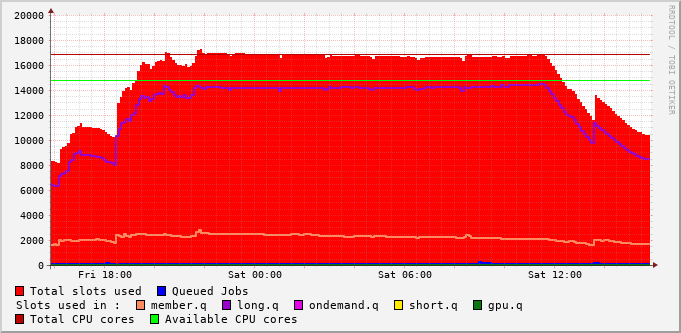 20000
18000
16000
14000
12000
10000
8000
6000
4000
2000
0
Fri 18:00 Sat 00:00 Sat 06:00 Sat 12:00
RRDTOOL / TOBI OETIKER
Total slots used Queued Jobs
Slots used in : member.q long.q ondemand.q short.q gpu.q
Total CPU cores Available CPU cores